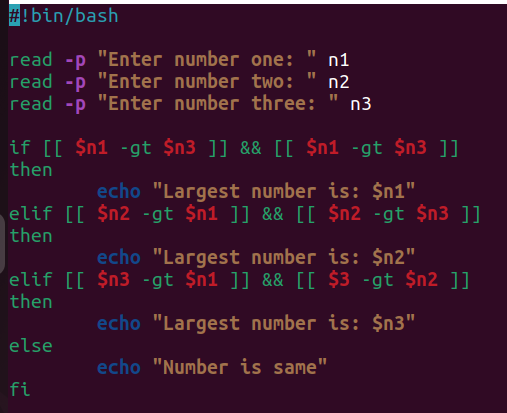 #!bin/bash
read -p "Enter number one: " n1
read -p "Enter number two: " n2
read -p "Enter number three: " n3
if [[ $n1 -gt $n3 ]] && [[ $n1 -gt $n3 ]]
then
echo "Largest number is: $n1"
elif [[ $n2 -gt $n1 ]] && [[ $n2 -gt $n3 ]]
then
echo "Largest number is: $n2"
elif [[ $n3 -gt $n1 ]] && [[ $3 -gt $n2 ]]
then
echo "Largest number is: $n3"
else
echo "Number is same"
fi